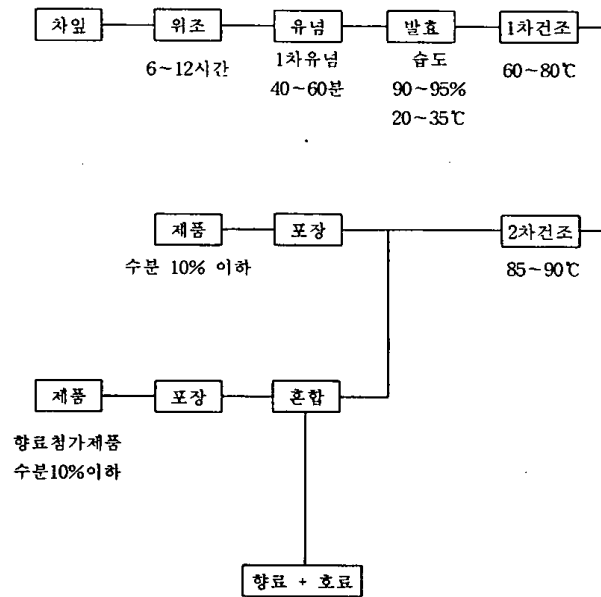 차잎 위조 유념 발효 1차건조
6~12시간 1차유념 습도 60~80℃
40~60분 90~95%
20~35℃
제품 포장 2차건조
수분 10% 이하 85~90℃
제품 포장 혼합
향료첨가제품
수분10%이하
향료 + 호료